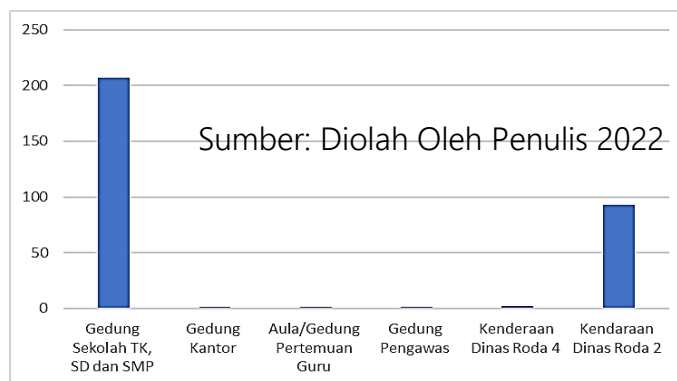 250
200
Sumber: Diolah Oleh Penulis 2022
150
100
50
0
Gedung
Sekolah TK,
SD dan SMP
Gedung
Kantor
Aula/Gedung
Pertemuan
Guru
Gedung
Pengawas
Kenderaan
Dinas Roda 4
Kendaraan
Dinas Roda 2